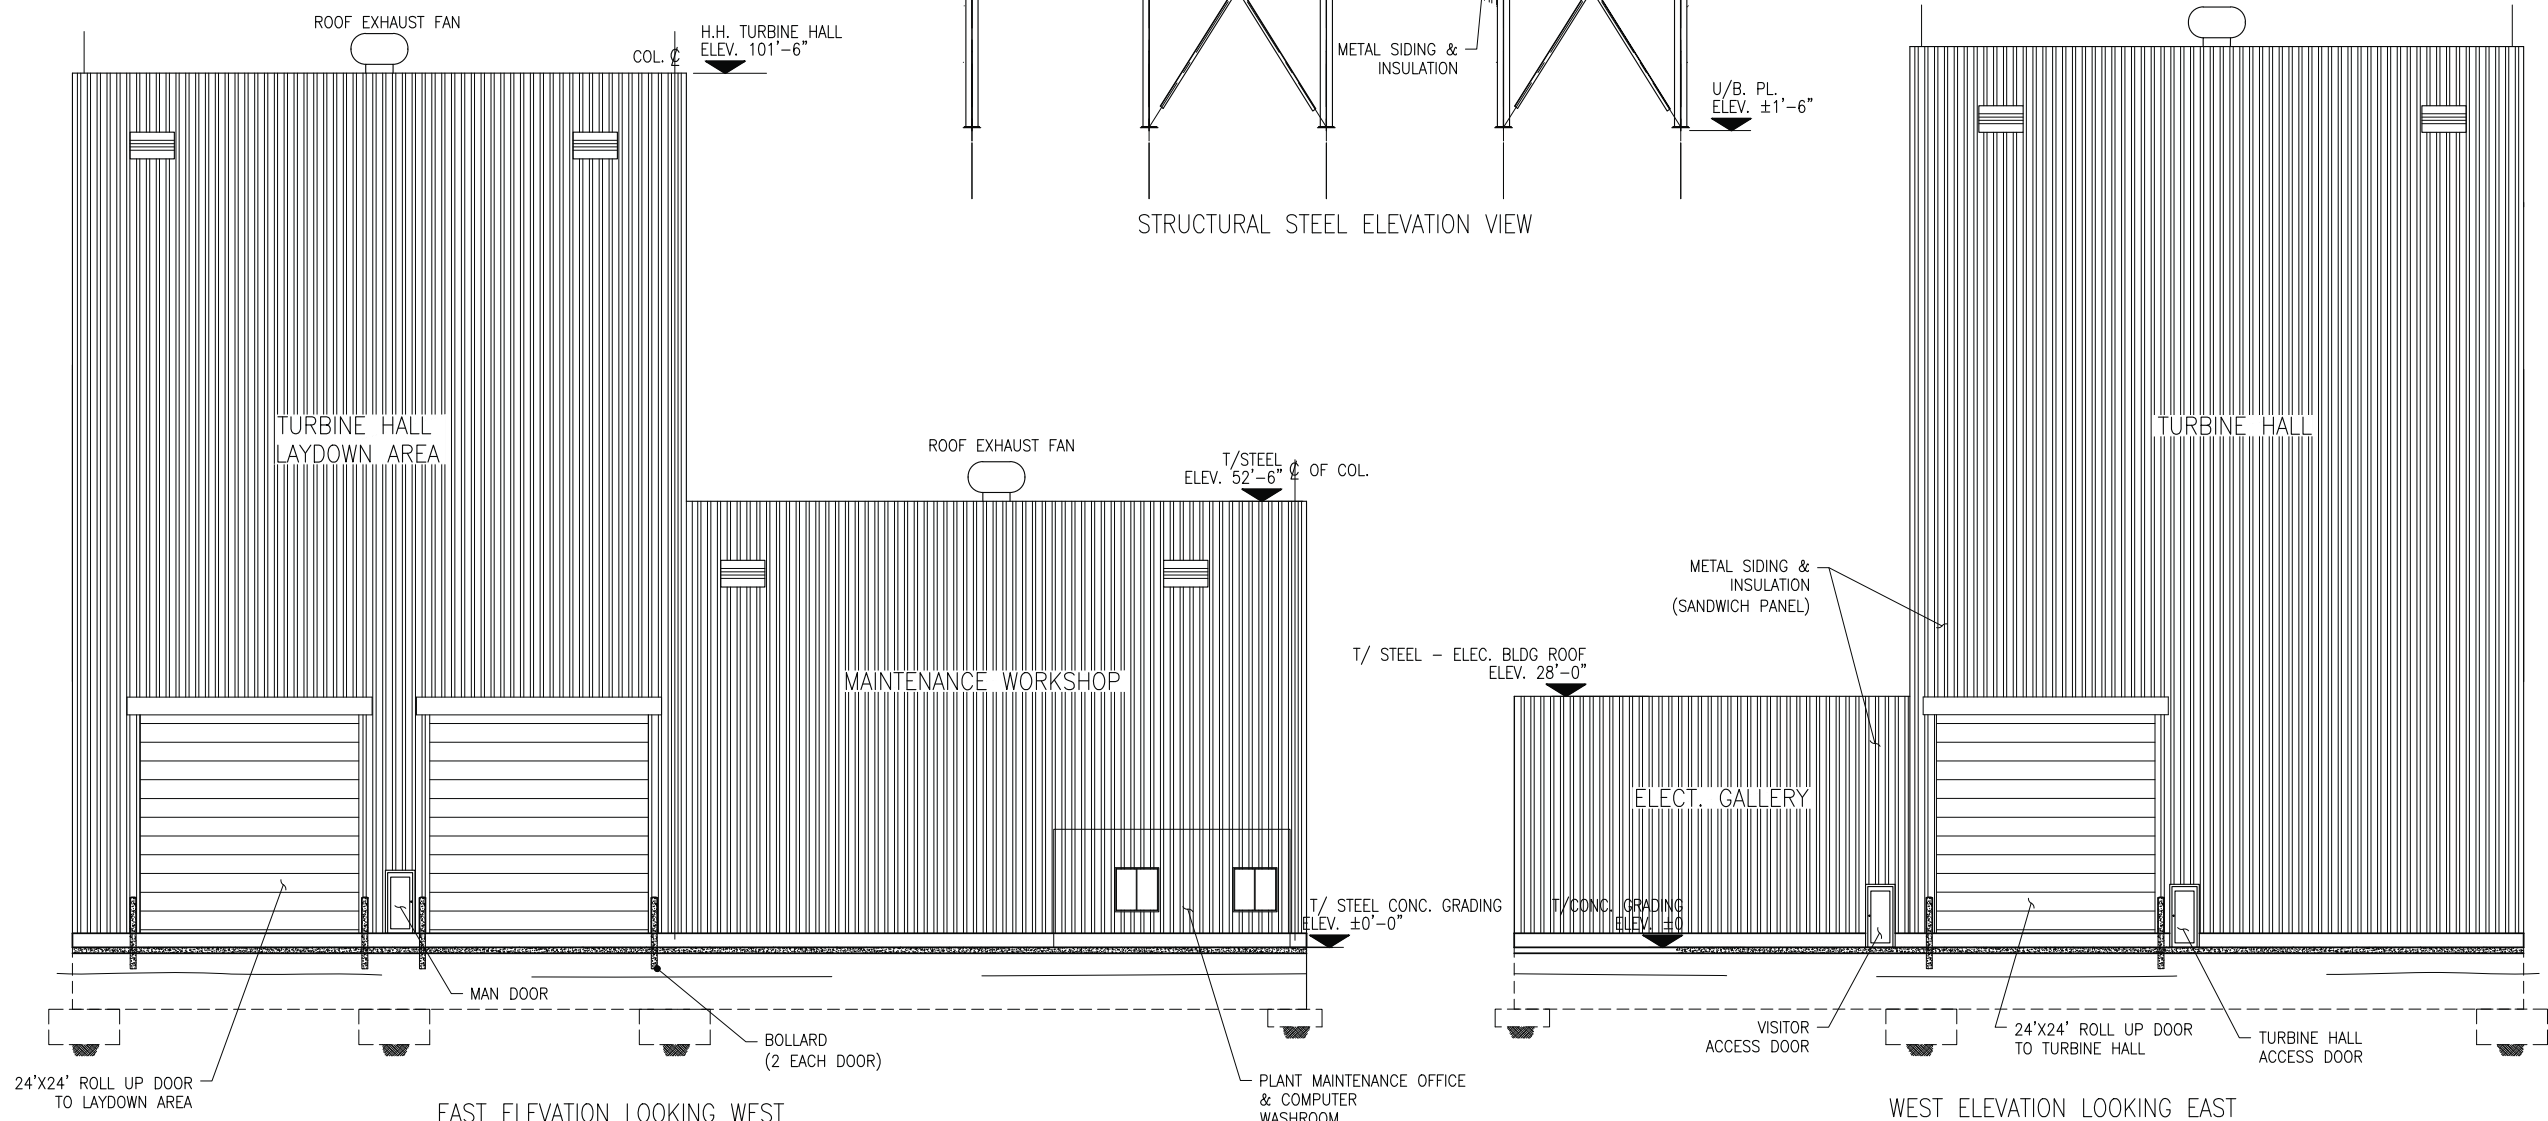 ROOF EXHAUST FAN
COL. ℄
H.H. TURBINE HALL
ELEV. 101'-6"
METAL SIDING &
INSULATION
U/B. PL.
ELEV. ±1'-6"
STRUCTURAL STEEL ELEVATION VIEW
TURBINE HALL
LAYDOWN AREA
ROOF EXHAUST FAN
T/STEEL
ELEV. 52'-6"
℄ OF COL.
MAINTENANCE WORKSHOP
T/ STEEL CONC. GRADING
ELEV. ±0'-0"
MAN DOOR
BOLLARD
(2 EACH DOOR)
24'X24' ROLL UP DOOR
TO LAYDOWN AREA
PLANT MAINTENANCE OFFICE
& COMPUTER
WASHROOM
EAST ELEVATION LOOKING WEST
TURBINE HALL
METAL SIDING &
INSULATION
(SANDWICH PANEL)
T/ STEEL - ELEC. BLDG ROOF
ELEV. 28'-0"
ELECT. GALLERY
T/CONC. GRADING
ELEV. ±0
VISITOR
ACCESS DOOR
24'X24' ROLL UP DOOR
TO TURBINE HALL
TURBINE HALL
ACCESS DOOR
WEST ELEVATION LOOKING EAST